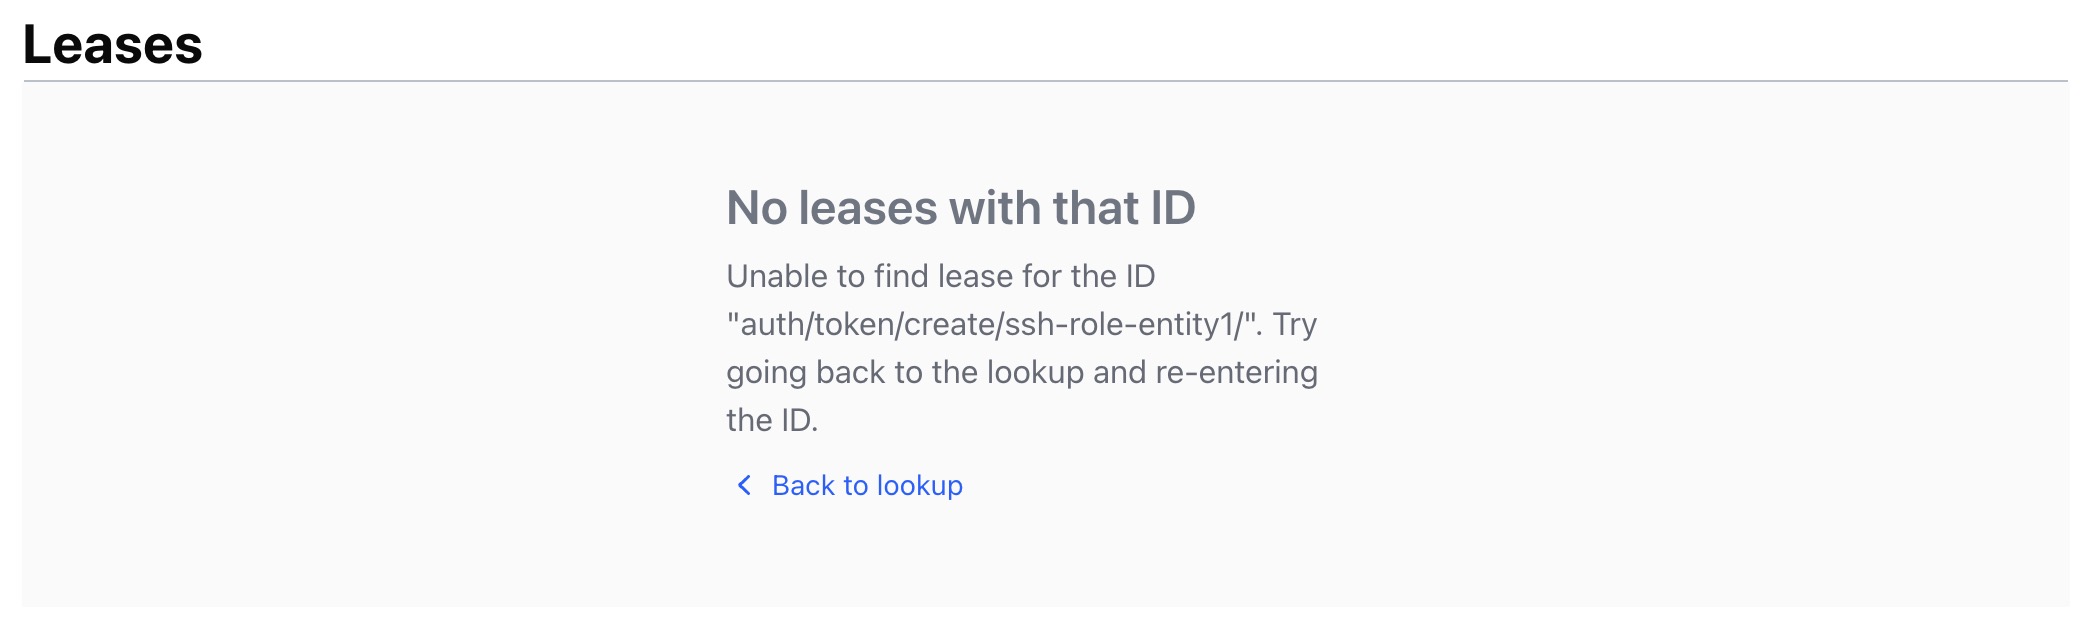 Leases
No leases with that ID
Unable to find lease for the ID
"auth/token/create/ssh-role-entity1/". Try
going back to the lookup and re-entering
the ID.
Back to lookup